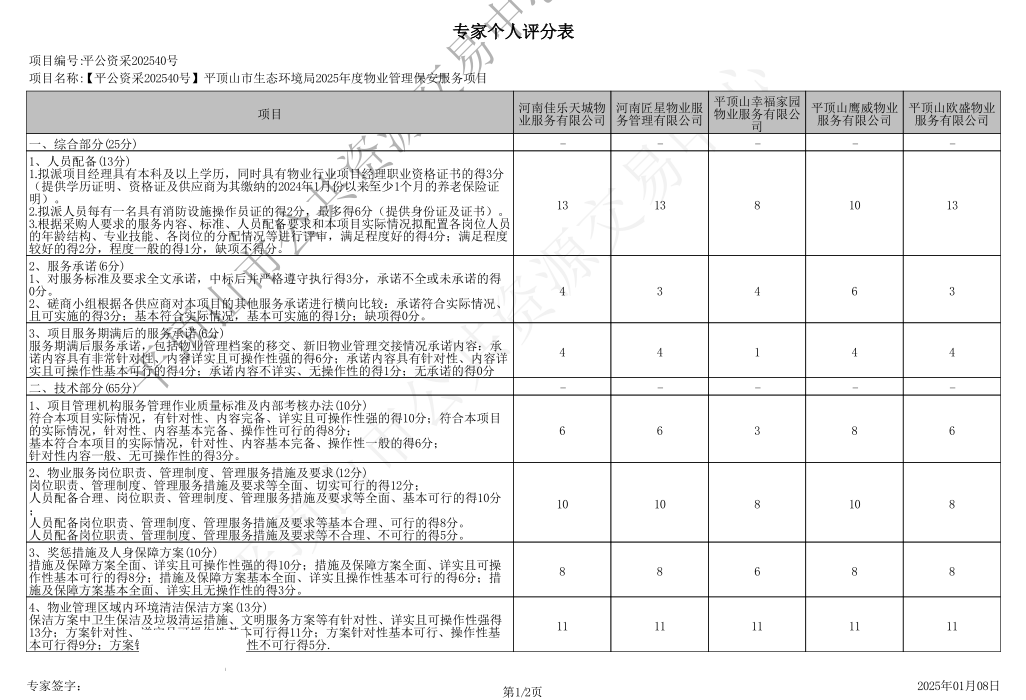 专家个人评分表
项目编号:平公资采202540号
项目名称:【平公资采202540号】平顶山市生态环境局2025年度物业管理保安服务项目
项目 河南佳乐天城物业服务有限公司 河南匠星物业服务管理有限公司 平顶山幸福家园物业服务有限公司 平顶山鹰威物业服务有限公司 平顶山欧盛物业服务有限公司
一、综合部分(25分) - - - - -
1、人员配备(13分)
1.拟派项目经理具有本科及以上学历，同时具有物业行业项目经理职业资格证书的得3分
（提供学历证明、资格证及供应商为其缴纳的2024年1月份以来至少1个月的养老保险证
明）。
2.拟派人员每有一名具有消防设施操作员证的得2分，最多得6分（提供身份证及证书）。
3.根据采购人要求的服务内容、标准、人员配备要求和本项目实际情况拟配置各岗位人员
的年龄结构、专业技能、各岗位的分配情况等进行评审，满足程度好的得4分；满足程度
较好的得2分，程度一般的得1分，缺项不得分。
13 13 8 10 13
2、服务承诺(6分)
1、对服务标准及要求全文承诺，中标后并严格遵守执行得3分，承诺不全或未承诺的得
0分。
2、磋商小组根据各供应商对本项目的其他服务承诺进行横向比较：承诺符合实际情况、
且可实施的得3分；基本符合实际情况，基本可实施的得1分；缺项得0分。
4 3 4 6 3
3、项目服务期满后的服务承诺(6分)
服务期满后服务承诺，包括物业管理档案的移交、新旧物业管理交接情况承诺内容：承
诺内容具有非常针对性、内容详实且可操作性强的得6分；承诺内容具有针对性、内容详
实且可操作性基本可行的得4分；承诺内容不详实、无操作性的得1分；无承诺的得0分
4 4 1 4 4
二、技术部分(65分) - - - - -
1、项目管理机构服务管理作业质量标准及内部考核办法(10分)
符合本项目实际情况，有针对性、内容完备、详实且可操作性强的得10分；符合本项目
的实际情况，针对性、内容基本完备、操作性可行的得8分；
基本符合本项目的实际情况，针对性、内容基本完备、操作性一般的得6分；
针对性内容一般、无可操作性的得3分。
6 6 3 8 6
2、物业服务岗位职责、管理制度、管理服务措施及要求(12分)
岗位职责、管理制度、管理服务措施及要求等全面、切实可行的得12分；
人员配备合理、岗位职责、管理制度、管理服务措施及要求等全面、基本可行的得10分
；
人员配备岗位职责、管理制度、管理服务措施及要求等基本合理、可行的得8分。
人员配备岗位职责、管理制度、管理服务措施及要求等不合理、不可行的得5分。
10 10 8 10 8
3、奖惩措施及人身保障方案(10分)
措施及保障方案全面、详实且可操作性强的得10分；措施及保障方案全面、详实且可操
作性基本可行的得8分；措施及保障方案基本全面、详实且操作性基本可行的得6分；措
施及保障方案基本全面、详实且无操作性的得3分。
8 8 6 8 8
4、物业管理区域内环境清洁保洁方案(13分)
保洁方案中卫生保洁及垃圾清运措施、文明服务方案等有针对性、详实且可操作性强得
13分；方案针对性、详实且可操作性基本可行得11分；方案针对性基本可行、操作性基
本可行得9分；方案 性不可行得5分.
11 11 11 11 11
专家签字：
第1/2页
2025年01月08日